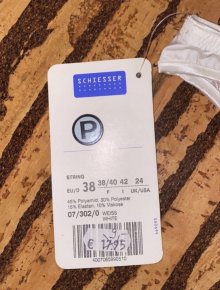 SCHIESSER
P
STRING
EU/D 38 38/40 42 24
F I UK/USA
45% Polyamid, 30% Polyester
15% Elastan, 10% Viskose
07/302/0 WEISS
WHITE
€ 17.95